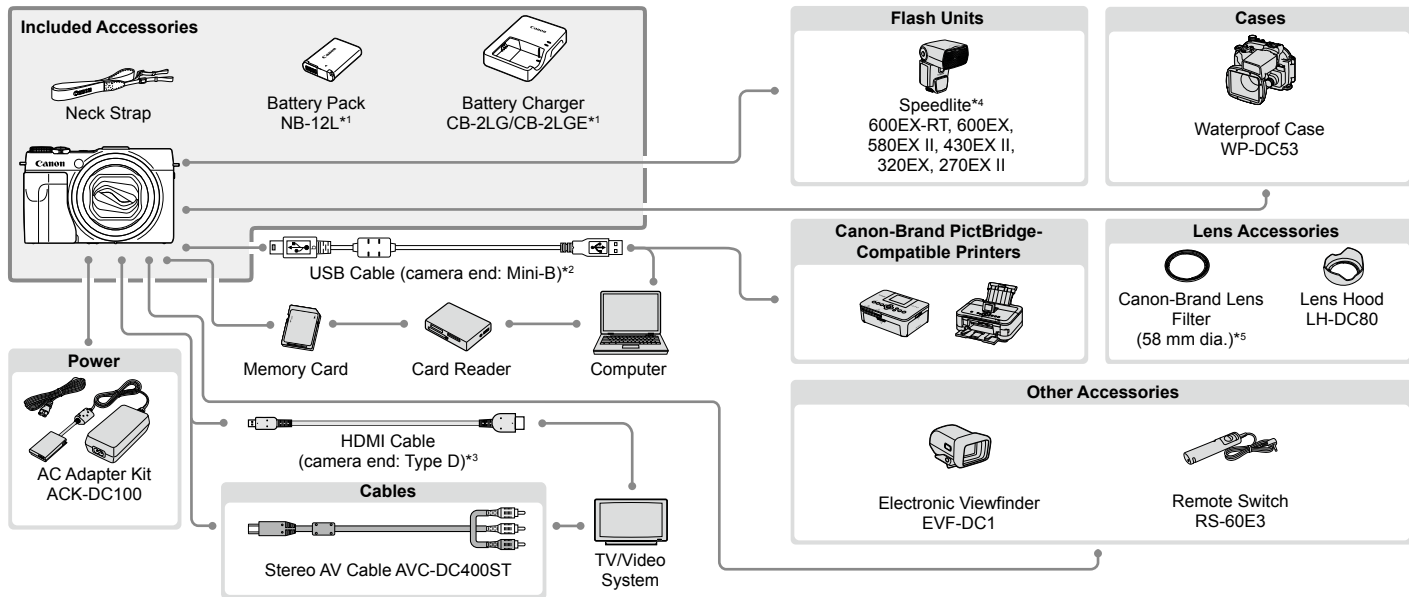 Included Accessories
Neck Strap
Battery Pack
NB-12L*1
Battery Charger
CB-2LG/CB-2LGE*1
Canon
Canon
Canon
Canon
Flash Units
Speedlite*4
600EX-RT, 600EX,
580EX II, 430EX II,
320EX, 270EX II
Cases
Waterproof Case
WP-DC53
USB Cable (camera end: Mini-B)*2
Canon-Brand PictBridge-
Compatible Printers
Lens Accessories
Canon-Brand Lens
Filter
(58 mm dia.)*5
Lens Hood
LH-DC80
Memory Card
Card Reader
Computer
Power
AC Adapter Kit
ACK-DC100
HDMI Cable
(camera end: Type D)*3
Cables
Stereo AV Cable AVC-DC400ST
TV/Video
System
Other Accessories
Electronic Viewfinder
EVF-DC1
Remote Switch
RS-60E3